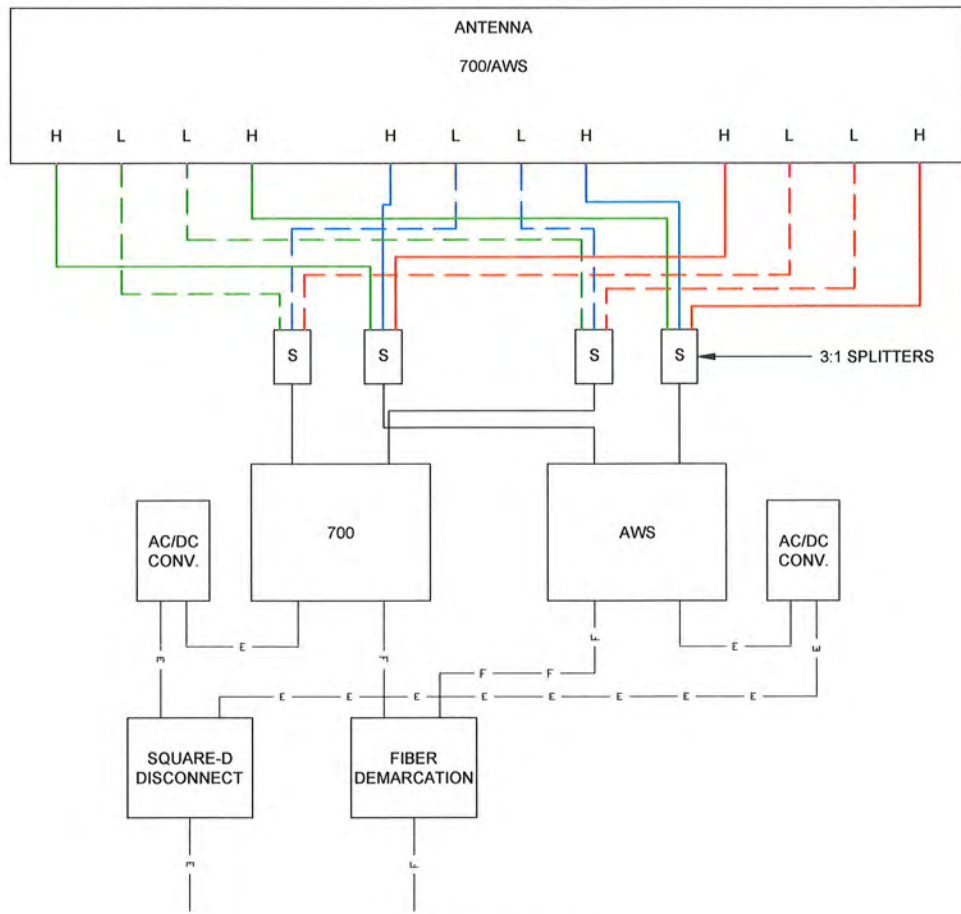 ANTENNA
700/AWS
H L L H H L L H H L L H
S S S S 3:1 SPLITTERS
700 AWS
AC/DC
CONV.
AC/DC
CONV.
E E
E F F E
F F
E E E E E E E
SQUARE-D
DISCONNECT
FIBER
DEMARCATION
E F